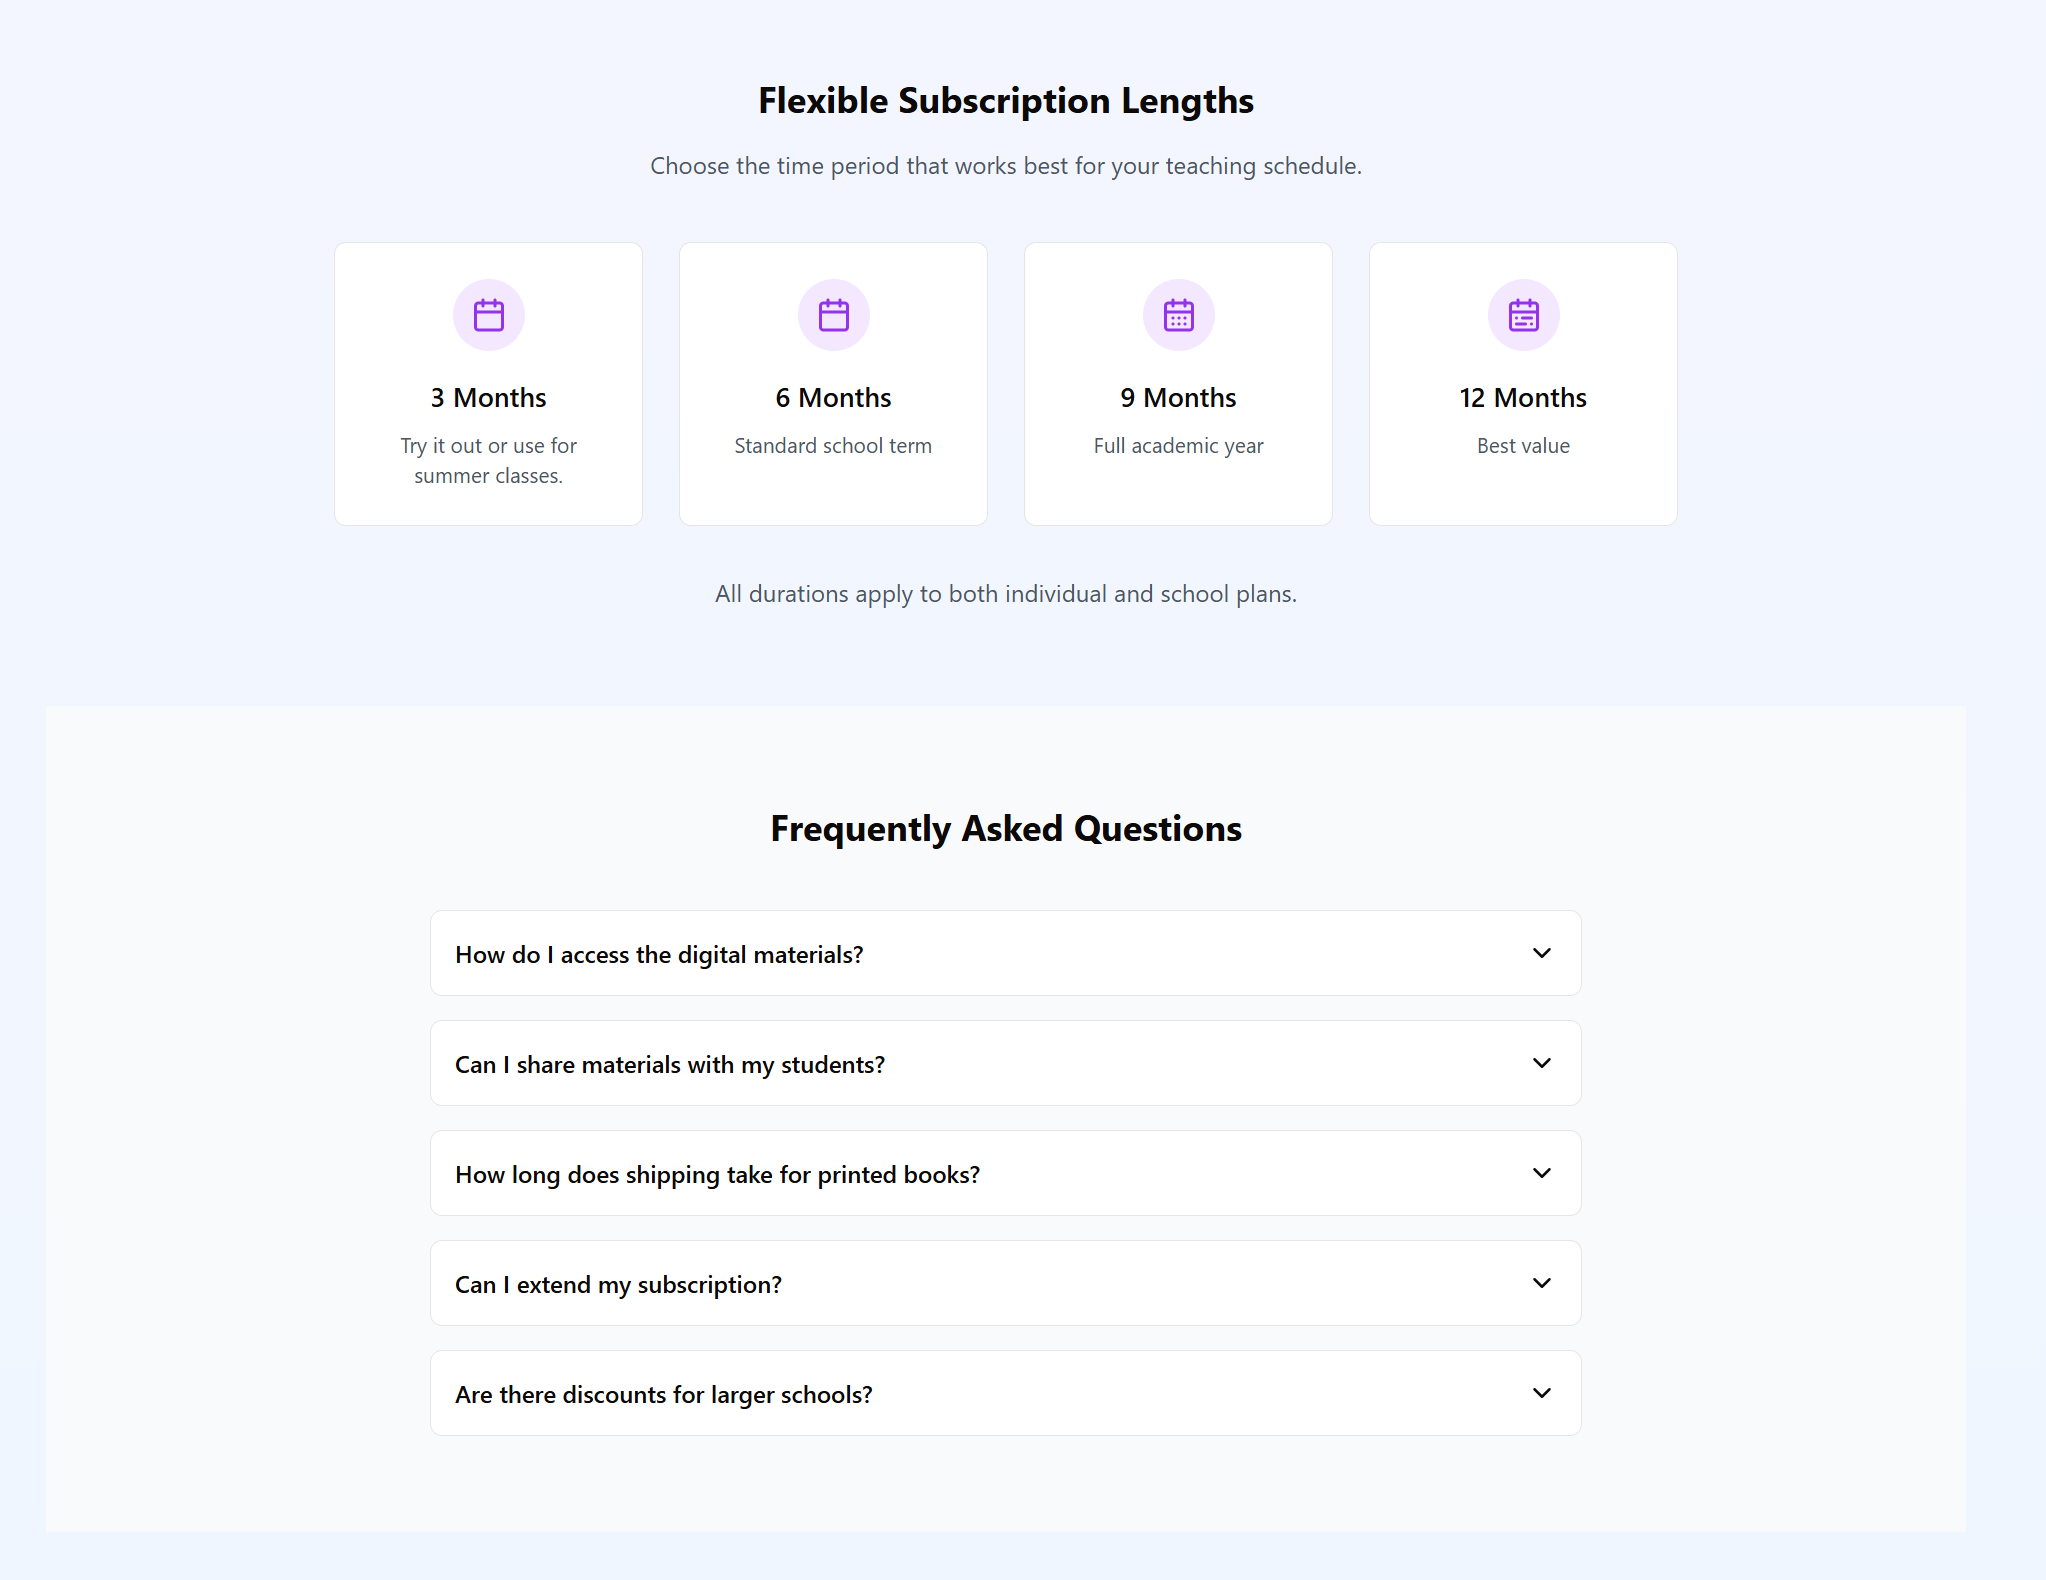 Flexible Subscription Lengths
Choose the time period that works best for your teaching schedule.
3 Months
Try it out or use for
summer classes.
6 Months
Standard school term
9 Months
Full academic year
12 Months
Best value
All durations apply to both individual and school plans.
Frequently Asked Questions
How do I access the digital materials?
Can I share materials with my students?
How long does shipping take for printed books?
Can I extend my subscription?
Are there discounts for larger schools?